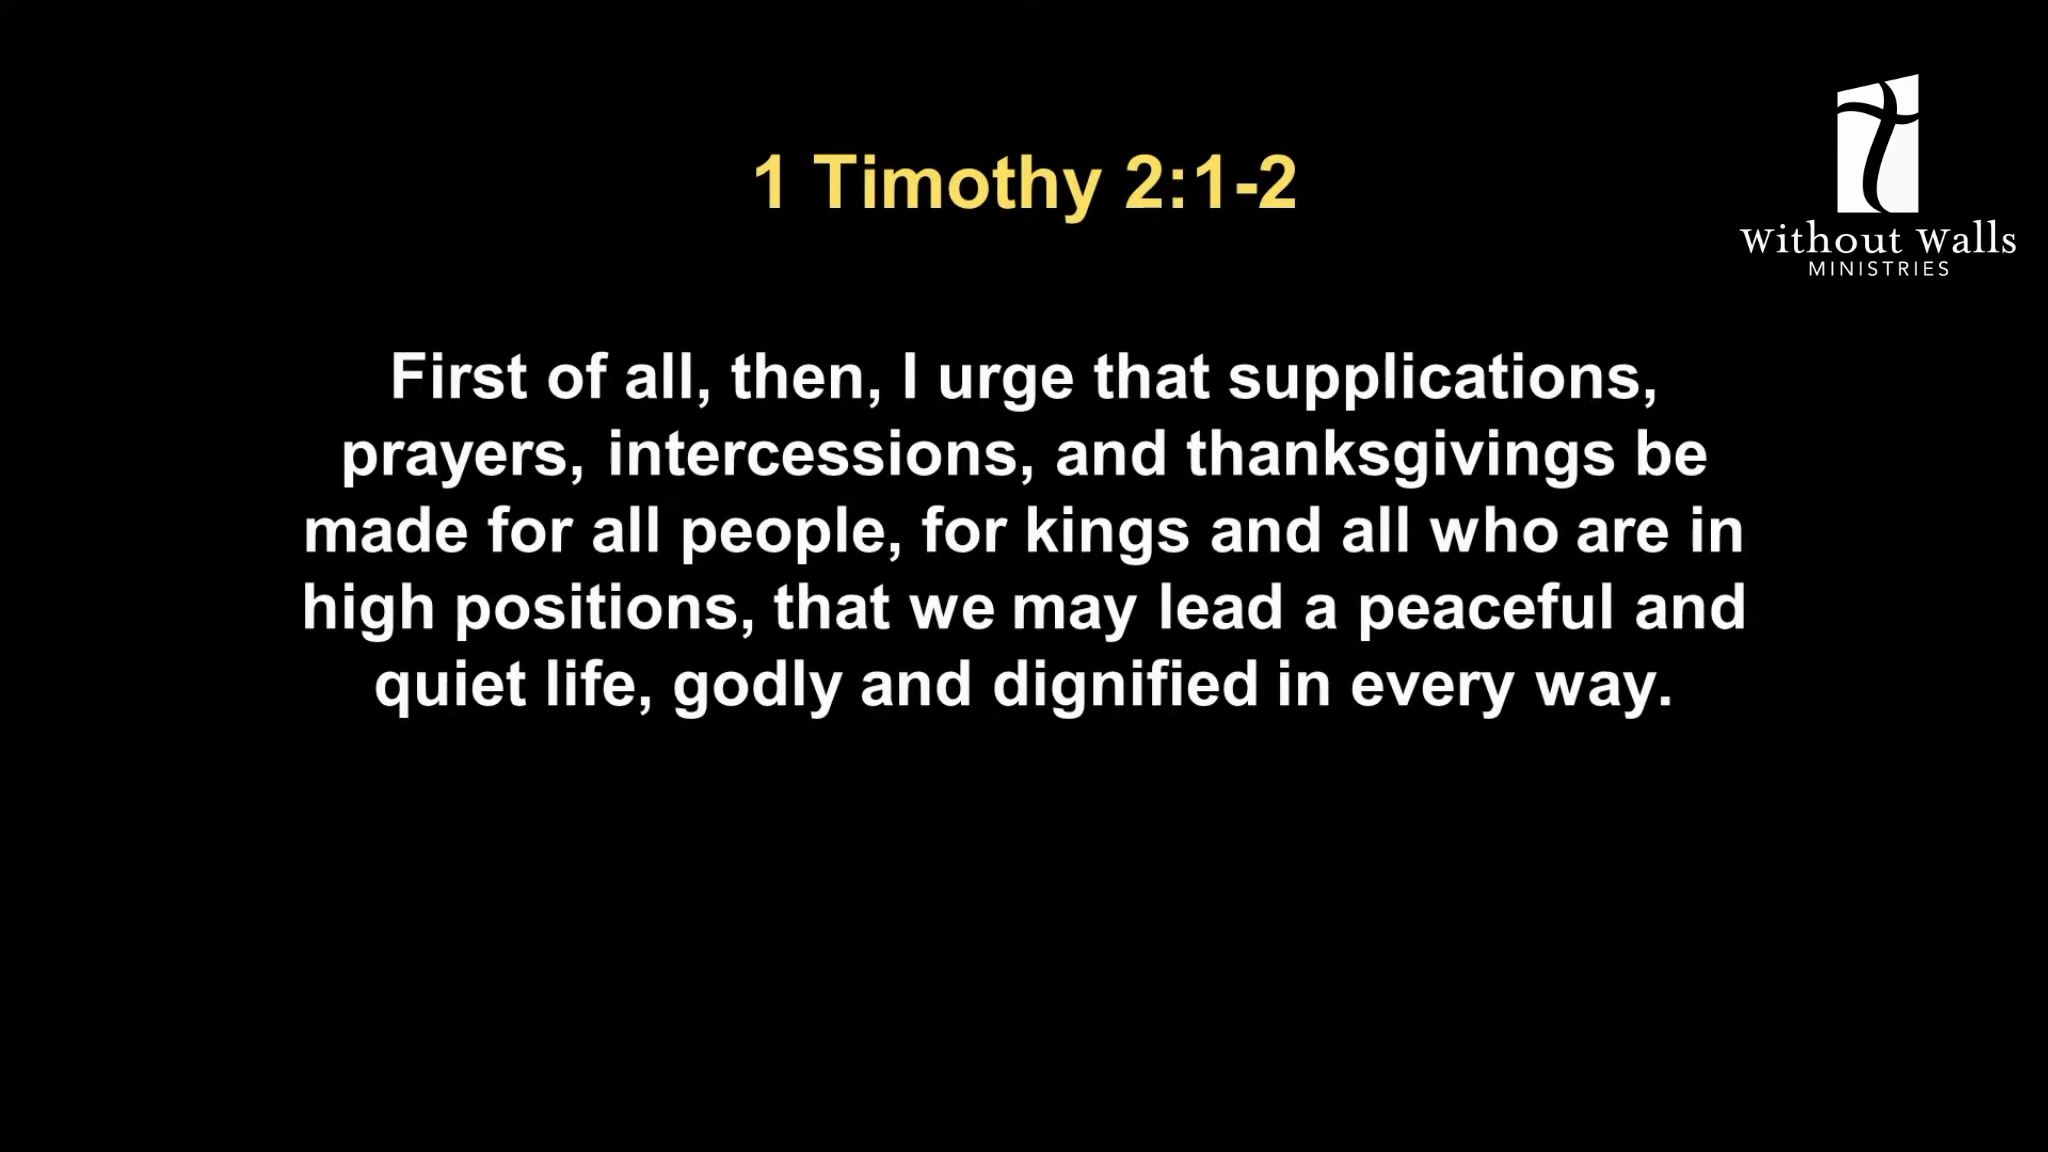 1 Timothy 2:1-2
without walls
MINISTRIES
First of all, then, I urge that supplications,
prayers, intercessions, and thanksgivings be
made for all people, for kings and all who are in
high positions, that we may lead a peaceful and
quiet life, godly and dignified in every way.